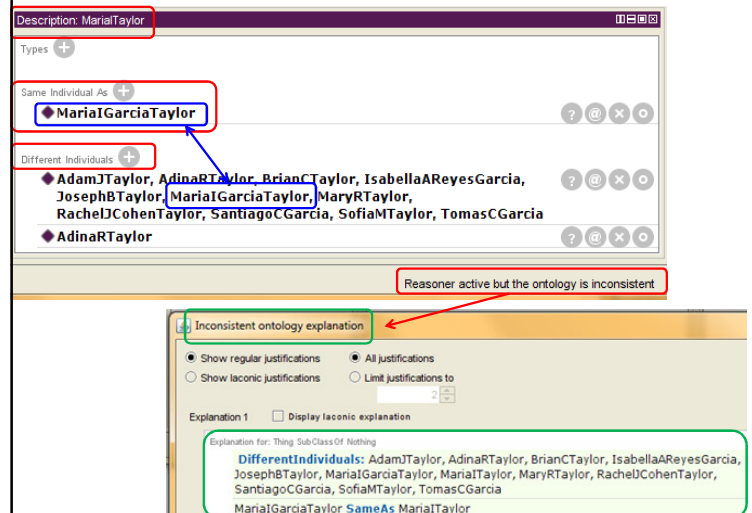 Description: MariaITaylor
Types
Same Individual As
MariaIGarciaTaylor
Different Individuals
AdamJTaylor, AdinaRTaylor, BrianCTaylor, IsabellaAReyesGarcia,
JosephBTaylor, MariaIGarciaTaylor, MaryRTaylor,
RachelJCohenTaylor, SantiagoCGarcia, SofiaMTaylor, TomasCGarcia
AdinaRTaylor
Reasoner active but the ontology is inconsistent
Inconsistent ontology explanation
Show regular justifications All justifications
Show laconic justifications Limit justifications to
2
Explanation 1 Display laconic explanation
Explanation for: Thing SubClassOf Nothing
DifferentIndividuals: AdamJTaylor, AdinaRTaylor, BrianCTaylor, IsabellaAReyesGarcia,
JosephBTaylor, MariaIGarciaTaylor, MariaITaylor, MaryRTaylor, RachelJCohenTaylor,
SantiagoCGarcia, SofiaMTaylor, TomasCGarcia
MariaIGarciaTaylor SameAs MariaITaylor